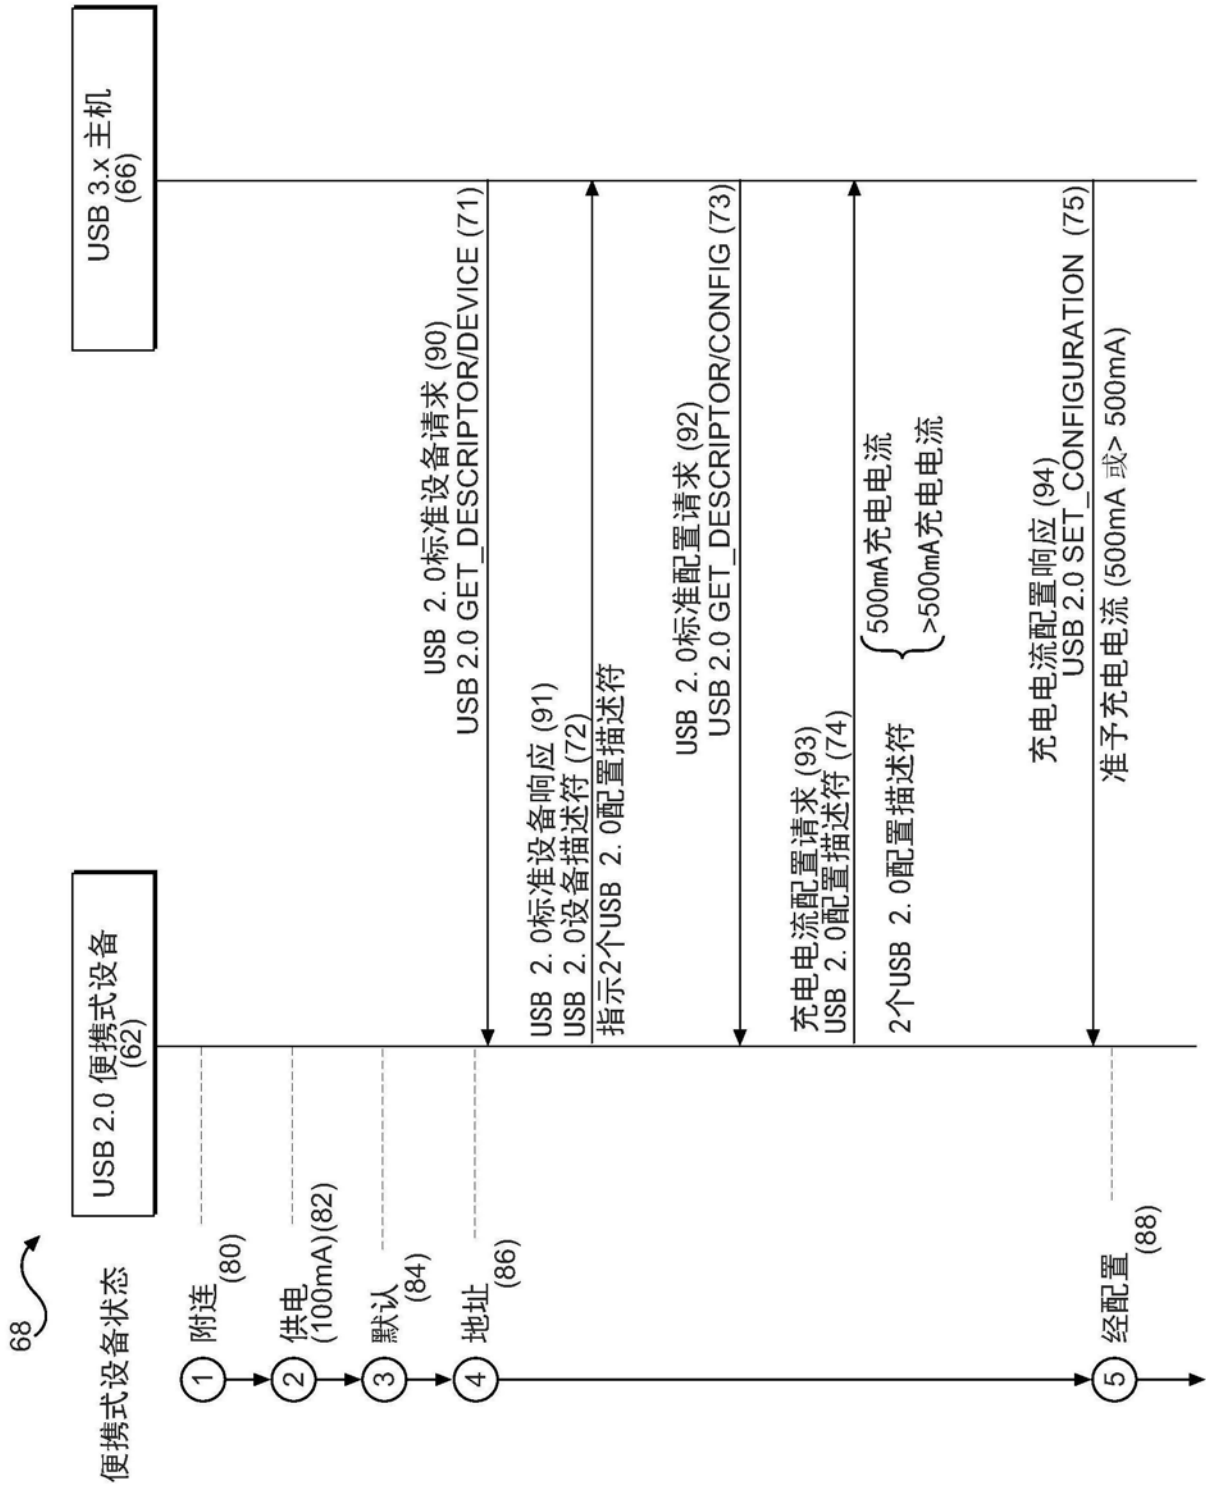 68
便携式设备状态
USB 2.0 便携式设备
(62)
USB 3.x 主机
(66)
1
附连
(80)
2
供电
(100mA)(82)
3
默认
(84)
4
地址
(86)
USB 2.0标准设备请求 (90)
USB 2.0 GET_DESCRIPTOR/DEVICE (71)
USB 2.0标准设备响应 (91)
USB 2.0设备描述符 (72)
指示2个USB 2.0配置描述符
USB 2.0标准配置请求 (92)
USB 2.0 GET_DESCRIPTOR/CONFIG (73)
充电电流配置请求 (93)
USB 2.0配置描述符 (74)
2个USB 2.0配置描述符
500mA充电电流
>500mA充电电流
充电电流配置响应 (94)
USB 2.0 SET_CONFIGURATION (75)
准予充电电流 (500mA 或> 500mA)
5
经配置
(88)